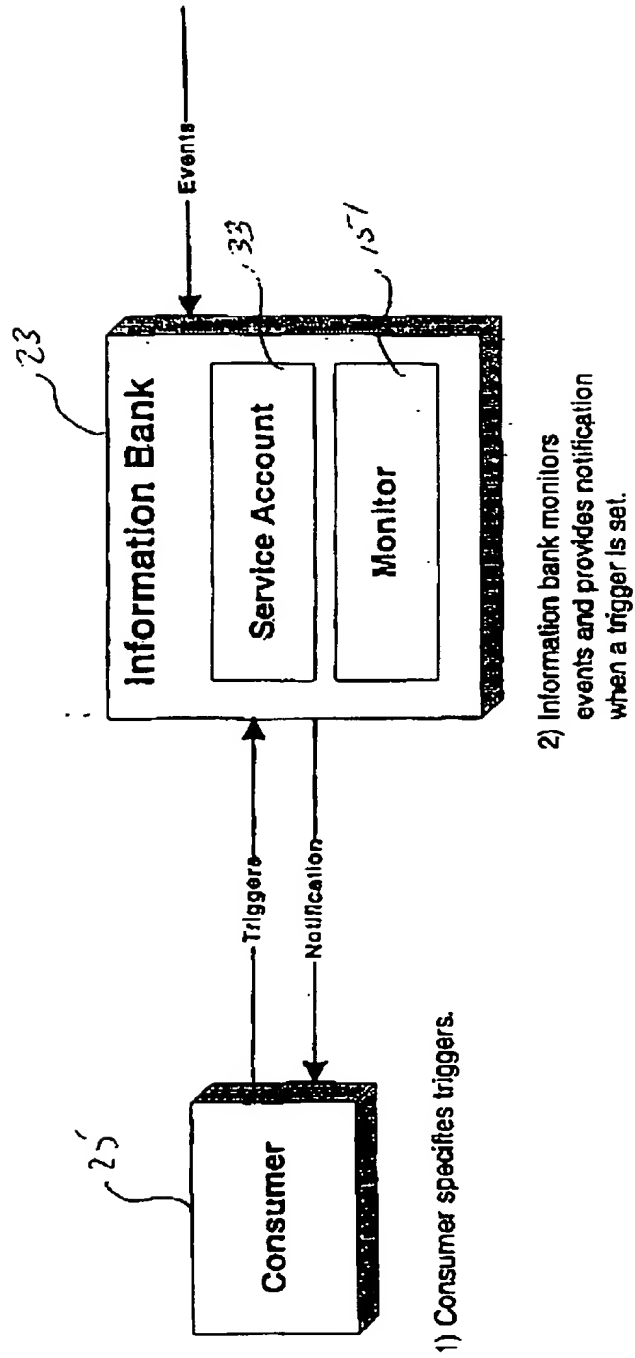 23
Information Bank
Events
Service Account
33
Monitor
151
Triggers
Notification
25
Consumer
1) Consumer specifies triggers.
2) Information bank monitors
events and provides notification
when a trigger is set.